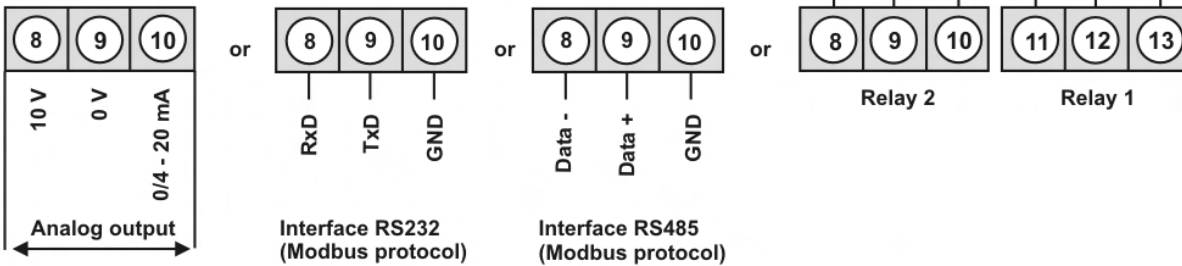 8 9 10 or 8 9 10 or 8 9 10 or 8 9 10 11 12 13
10 V
0 V
0/4 - 20 mA
RxD
TxD
GND
Data -
Data +
GND
Relay 2
Relay 1
Analog output
Interface RS232
(Modbus protocol)
Interface RS485
(Modbus protocol)